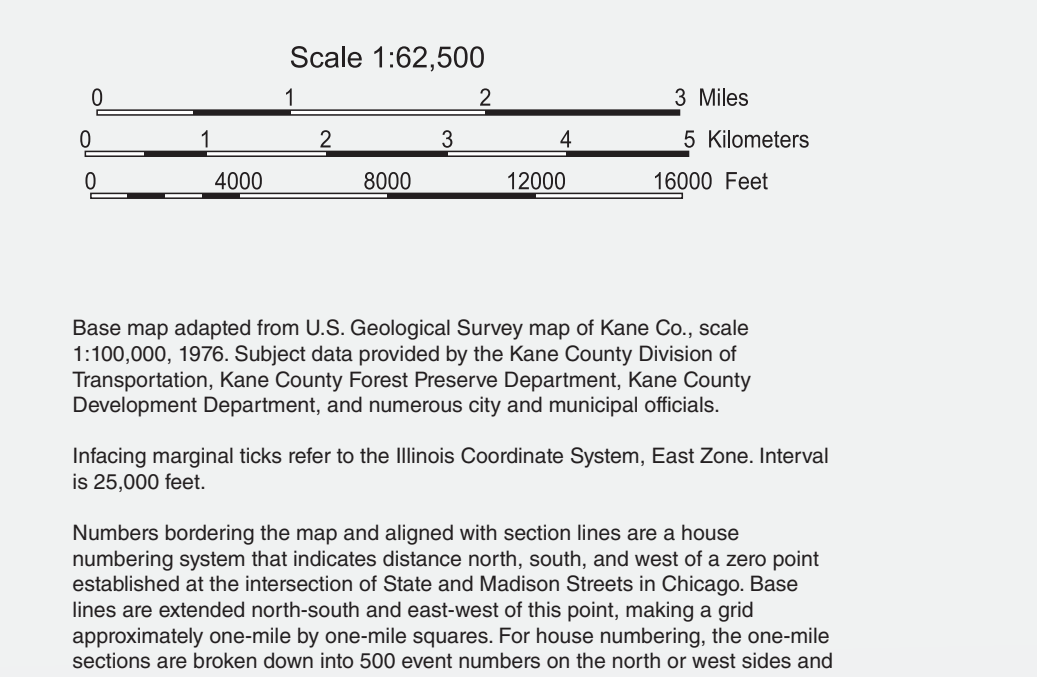 Scale 1:62,500
0 1 2 3 Miles
0 1 2 3 4 5 Kilometers
0 4000 8000 12000 16000 Feet
Base map adapted from U.S. Geological Survey map of Kane Co., scale
1:100,000, 1976. Subject data provided by the Kane County Division of
Transportation, Kane County Forest Preserve Department, Kane County
Development Department, and numerous city and municipal officials.
Infacing marginal ticks refer to the Illinois Coordinate System, East Zone. Interval
is 25,000 feet.
Numbers bordering the map and aligned with section lines are a house
numbering system that indicates distance north, south, and west of a zero point
established at the intersection of State and Madison Streets in Chicago. Base
lines are extended north-south and east-west of this point, making a grid
approximately one-mile by one-mile squares. For house numbering, the one-mile
sections are broken down into 500 event numbers on the north or west sides and